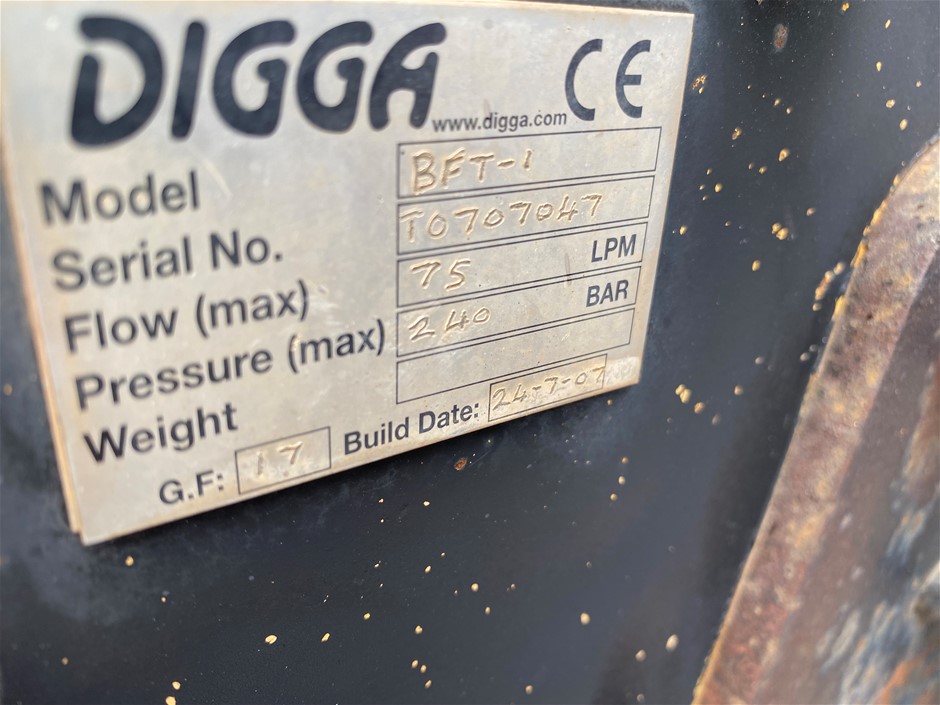 DIGGA CE
www.digga.com
Model BFT-1
Serial No. T0707047
Flow (max) 75 LPM
Pressure (max) 240 BAR
Weight
G.F: 17 Build Date: 24-7-07